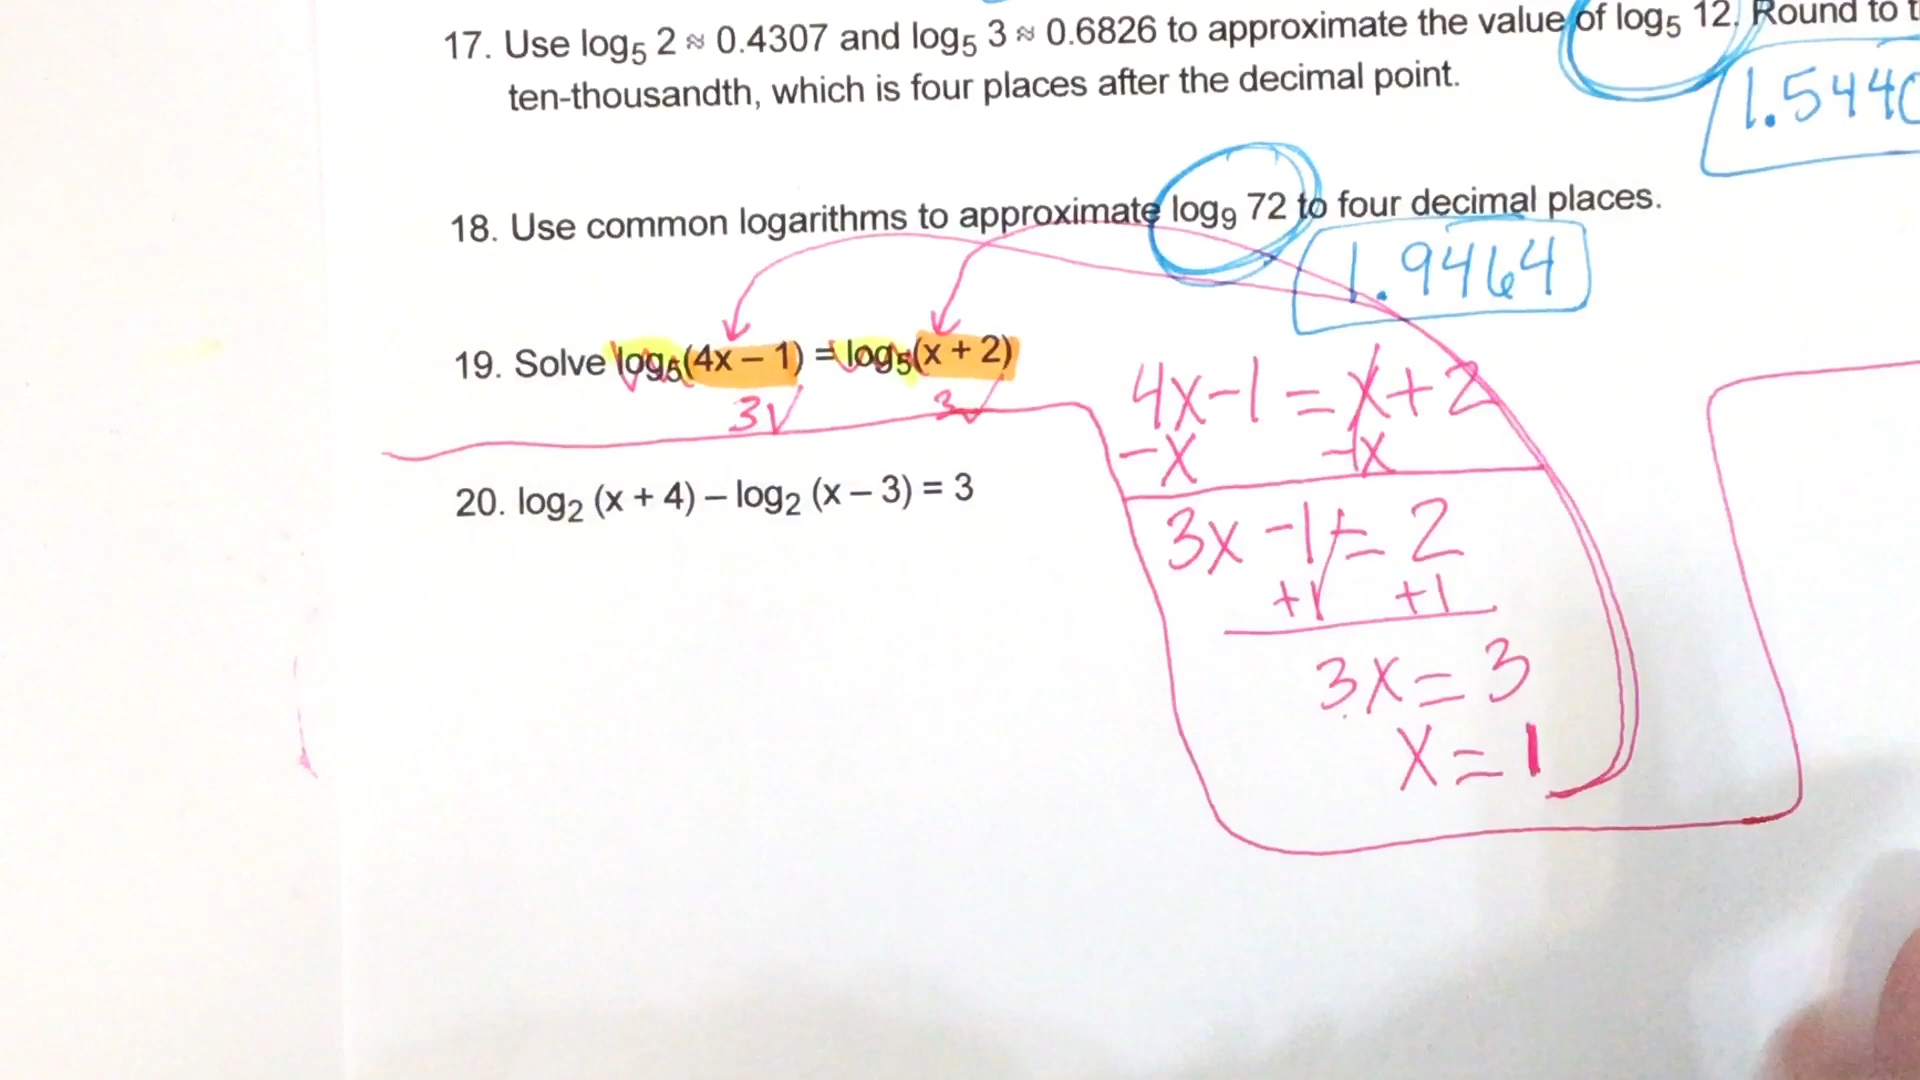 17. Use log₅ 2 ≈ 0.4307 and log₅ 3 ≈ 0.6826 to approximate the value of log₅ 12. Round to
ten-thousandth, which is four places after the decimal point.
1.5440
18. Use common logarithms to approximate log₉ 72 to four decimal places.
1.9464
19. Solve log₅(4x – 1) = log₅(x + 2)
3 3
4x-1 = x+2
-x -1x
3x -1 = 2
+1 +1
3x = 3
x = 1
20. log₂ (x + 4) – log₂ (x – 3) = 3